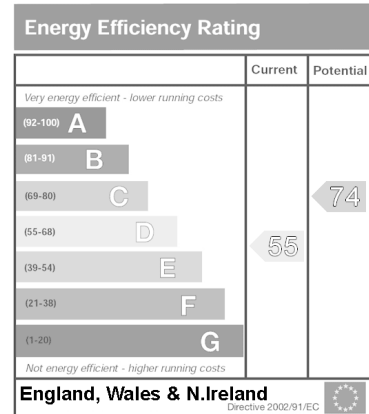 Energy Efficiency Rating
Current Potential
Very energy efficient - lower running costs
(92-100) A
(81-91) B
(69-80) C
74
(55-68) D
55
(39-54) E
(21-38) F
(1-20) G
Not energy efficient - higher running costs
England, Wales & N.Ireland
Directive 2002/91/EC